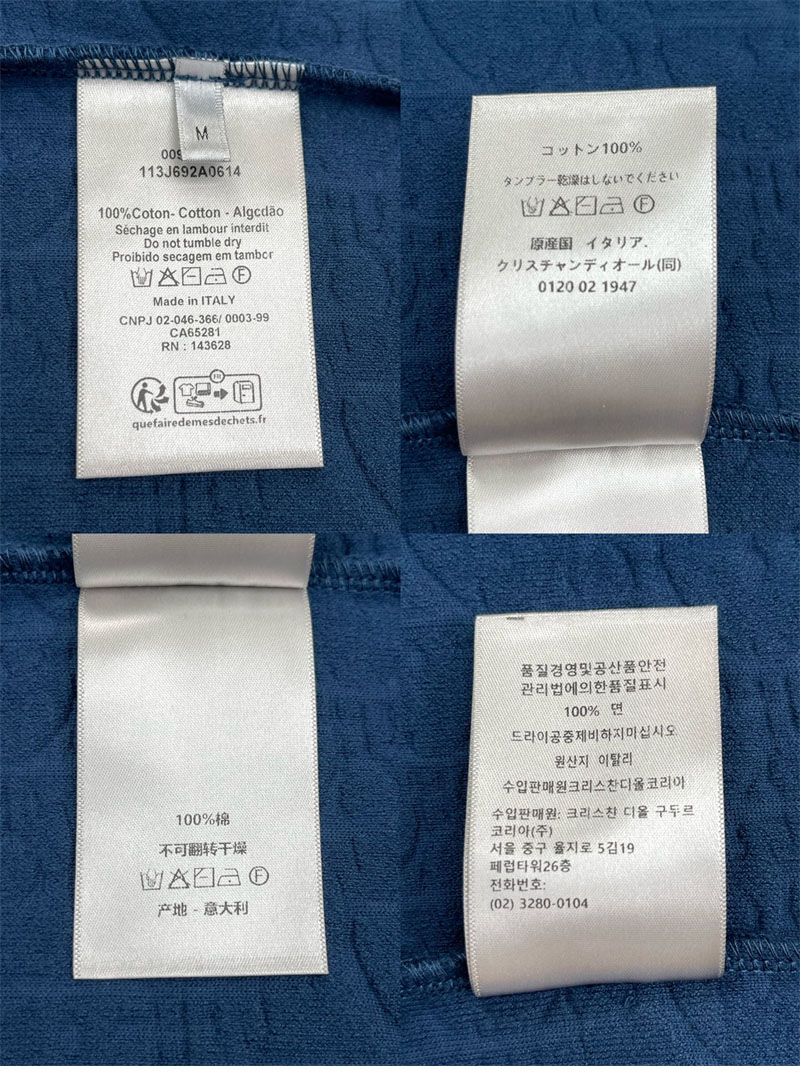 M
009
113J692A0614
100%Coton- Cotton - Algcdão
Séchage en lambour interdit
Do not tumble dry
Proibido secagem em tambor
Made in ITALY
CNPJ 02-046-366/ 0003-99
CA65281
RN : 143628
FR
quefairedemesdechets.fr
コットン100%
タンブラー乾燥はしないでください
原産国 イタリア.
クリスチャンディオール(同)
0120 02 1947
100%棉
不可翻转干燥
产地 - 意大利
품질경영및공산품안전
관리법에의한품질표시
100% 면
드라이공중제비하지마십시오
원산지 이탈리
수입판매원크리스찬디올코리아
수입판매원: 크리스챤 디올 구두르
코리아(주)
서울 중구 율지로 5김19
페럽타워26층
전화번호:
(02) 3280-0104